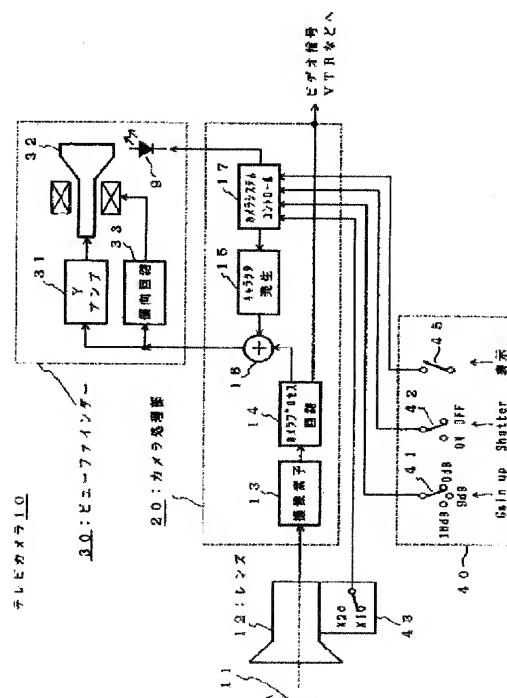 テレビカメラ10
30:ビューファインダー
31
Yアンプ
32
33
偏向回路
9
20:カメラ処理部
16
15
キャラクタ
発生
17
カメラシステム
コントロール
13
撮像素子
14
カメラプロセス
回路
ビデオ信号
VTRなどへ
11
12:レンズ
X20
X10
43
40
18dB
9dB
0dB
41
Gain up
ON OFF
42
Shutter
45
表示